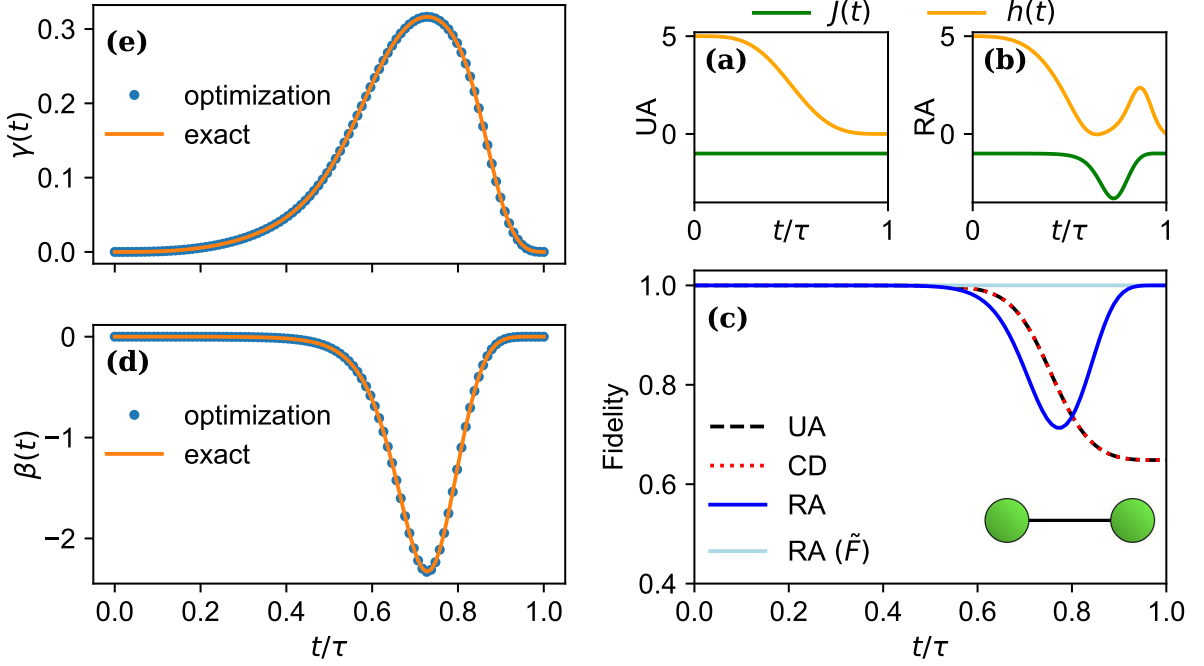 (e)
optimization
exact
γ(t)
0.0
0.1
0.2
0.3
(d)
optimization
exact
β(t)
0
−1
−2
0.0 0.2 0.4 0.6 0.8 1.0
t/τ
J(t) h(t)
(a)
UA
5
0
0 t/τ 1
(b)
RA
5
0
0 t/τ 1
(c)
Fidelity
1.0
0.8
0.6
0.4
UA
CD
RA
RA (F̃)
0.0 0.2 0.4 0.6 0.8 1.0
t/τ